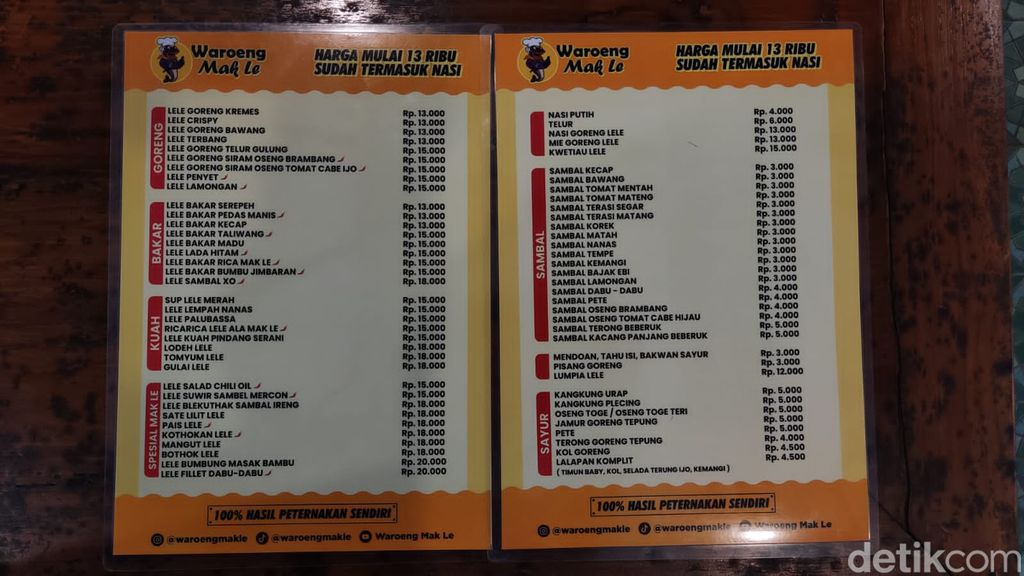 Waroeng
Mak Le
HARGA MULAI 13 RIBU
SUDAH TERMASUK NASI
GORENG
LELE GORENG KREMES Rp. 13.000
LELE CRISPY Rp. 13.000
LELE GORENG BAWANG Rp. 13.000
LELE TERBANG Rp. 13.000
LELE GORENG TELUR GULUNG Rp. 15.000
LELE GORENG SIRAM OSENG BRAMBANG Rp. 15.000
LELE GORENG SIRAM OSENG TOMAT CABE IJO Rp. 15.000
LELE PENYET Rp. 15.000
LELE LAMONGAN Rp. 15.000
BAKAR
LELE BAKAR SEREPEH Rp. 13.000
LELE BAKAR PEDAS MANIS Rp. 13.000
LELE BAKAR KECAP Rp. 15.000
LELE BAKAR TALIWANG Rp. 15.000
LELE BAKAR MADU Rp. 15.000
LELE LADA HITAM Rp. 15.000
LELE BAKAR RICA MAK LE Rp. 15.000
LELE BAKAR BUMBU JIMBARAN Rp. 15.000
LELE SAMBAL XO Rp. 18.000
KUAH
SUP LELE MERAH Rp. 15.000
LELE LEMPAH NANAS Rp. 15.000
LELE PALUBASSA Rp. 15.000
RICARICA LELE ALA MAK LE Rp. 15.000
LELE KUAH PINDANG SERANI Rp. 15.000
LODEH LELE Rp. 18.000
TOMYUM LELE Rp. 18.000
GULAI LELE Rp. 18.000
SPESIAL MAK LE
LELE SALAD CHILI OIL Rp. 15.000
LELE SUWIR SAMBEL MERCON Rp. 15.000
LELE BLEKUTHAK SAMBAL IRENG Rp. 18.000
SATE LILIT LELE Rp. 18.000
PAIS LELE Rp. 18.000
KOTHOKAN LELE Rp. 18.000
MANGUT LELE Rp. 18.000
BOTHOK LELE Rp. 18.000
LELE BUMBUNG MASAK BAMBU Rp. 20.000
LELE FILLET DABU-DABU Rp. 20.000
100% HASIL PETERNAKAN SENDIRI
@waroengmakle @waroengmakle Waroeng Mak Le
Waroeng
Mak Le
HARGA MULAI 13 RIBU
SUDAH TERMASUK NASI
NASI PUTIH Rp. 4.000
TELUR Rp. 6.000
NASI GORENG LELE Rp. 13.000
MIE GORENG LELE Rp. 13.000
KWETIAU LELE Rp. 15.000
SAMBAL
SAMBAL KECAP Rp. 3.000
SAMBAL BAWANG Rp. 3.000
SAMBAL TOMAT MENTAH Rp. 3.000
SAMBAL TOMAT MATENG Rp. 3.000
SAMBAL TERASI SEGAR Rp. 3.000
SAMBAL TERASI MATANG Rp. 3.000
SAMBAL KOREK Rp. 3.000
SAMBAL MATAH Rp. 3.000
SAMBAL NANAS Rp. 3.000
SAMBAL TEMPE Rp. 3.000
SAMBAL KEMANGI Rp. 3.000
SAMBAL BAJAK EBI Rp. 3.000
SAMBAL LAMONGAN Rp. 3.000
SAMBAL DABU - DABU Rp. 4.000
SAMBAL PETE Rp. 4.000
SAMBAL OSENG BRAMBANG Rp. 4.000
SAMBAL OSENG TOMAT CABE HIJAU Rp. 4.000
SAMBAL TERONG BEBERUK Rp. 5.000
SAMBAL KACANG PANJANG BEBERUK Rp. 5.000
MENDOAN, TAHU ISI, BAKWAN SAYUR Rp. 3.000
PISANG GORENG Rp. 3.000
LUMPIA LELE Rp. 12.000
SAYUR
KANGKUNG URAP Rp. 5.000
KANGKUNG PLECING Rp. 5.000
OSENG TOGE / OSENG TOGE TERI Rp. 5.000
JAMUR GORENG TEPUNG Rp. 5.000
PETE Rp. 5.000
TERONG GORENG TEPUNG Rp. 4.000
KOL GORENG Rp. 4.500
LALAPAN KOMPLIT Rp. 4.500
( TIMUN BABY, KOL, SELADA TERUNG IJO, KEMANGI )
100% HASIL PETERNAKAN SENDIRI
@waroengmakle @waroengmakle Waroeng Mak Le
detikcom